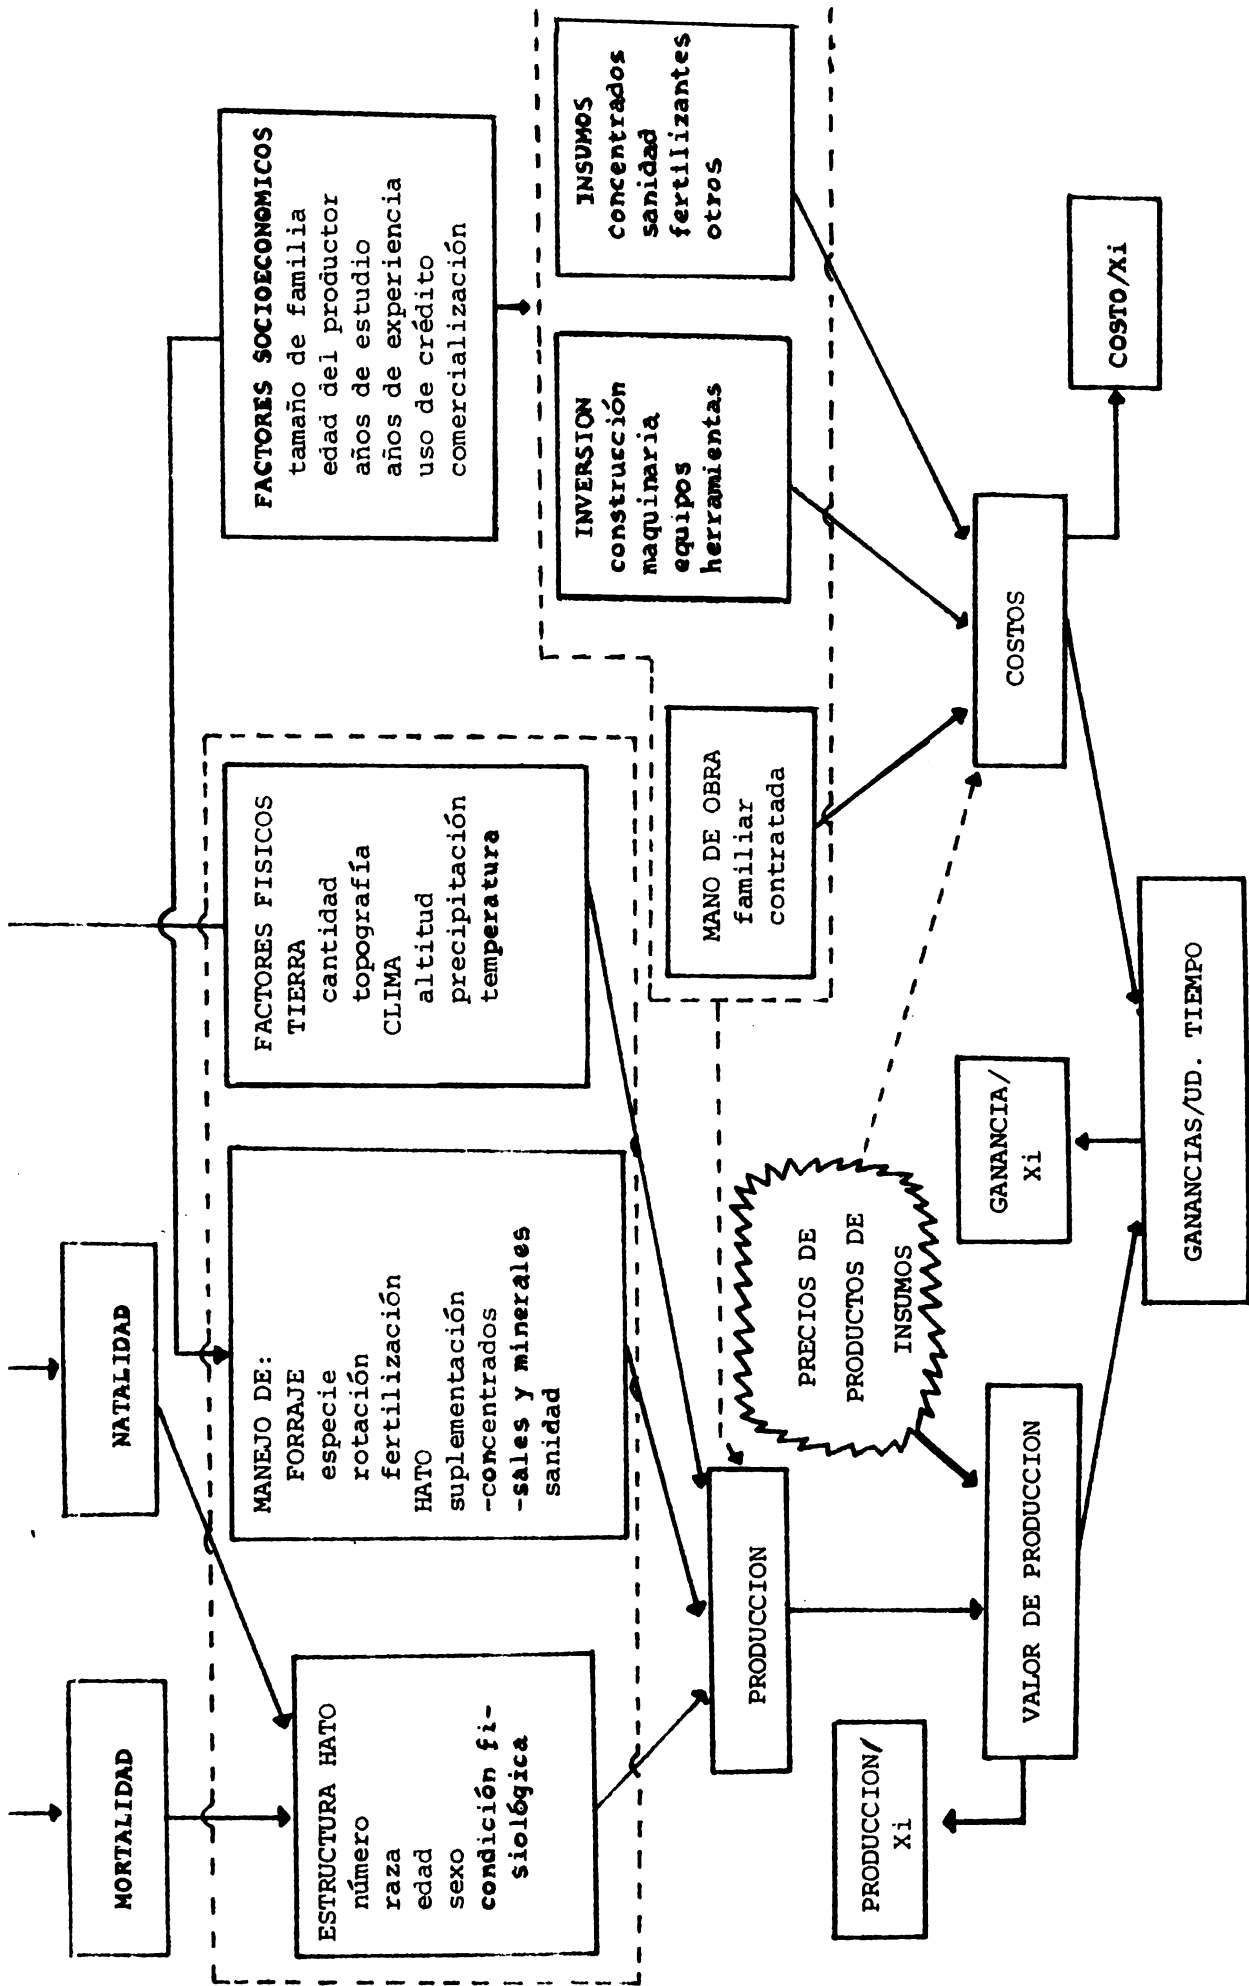 MORTALIDAD
NATALIDAD
ESTRUCTURA HATO
número
raza
edad
sexo
condición fi-
siológica
MANEJO DE:
FORRAJE
especie
rotación
fertilización
HATO
suplementación
-concentrados
-sales y minerales
sanidad
FACTORES FISICOS
TIERRA
cantidad
topografía
CLIMA
altitud
precipitación
temperatura
FACTORES SOCIOECONOMICOS
tamaño de familia
edad del productor
años de estudio
años de experiencia
uso de crédito
comercialización
MANO DE OBRA
familiar
contratada
INVERSION
construcción
maquinaria
equipos
herramientas
INSUMOS
concentrados
sanidad
fertilizantes
otros
PRODUCCION
PRECIOS DE
PRODUCTOS DE
INSUMOS
COSTOS
PRODUCCION/
Xi
VALOR DE PRODUCCION
GANANCIA/
Xi
COSTO/Xi
GANANCIAS/UD. TIEMPO